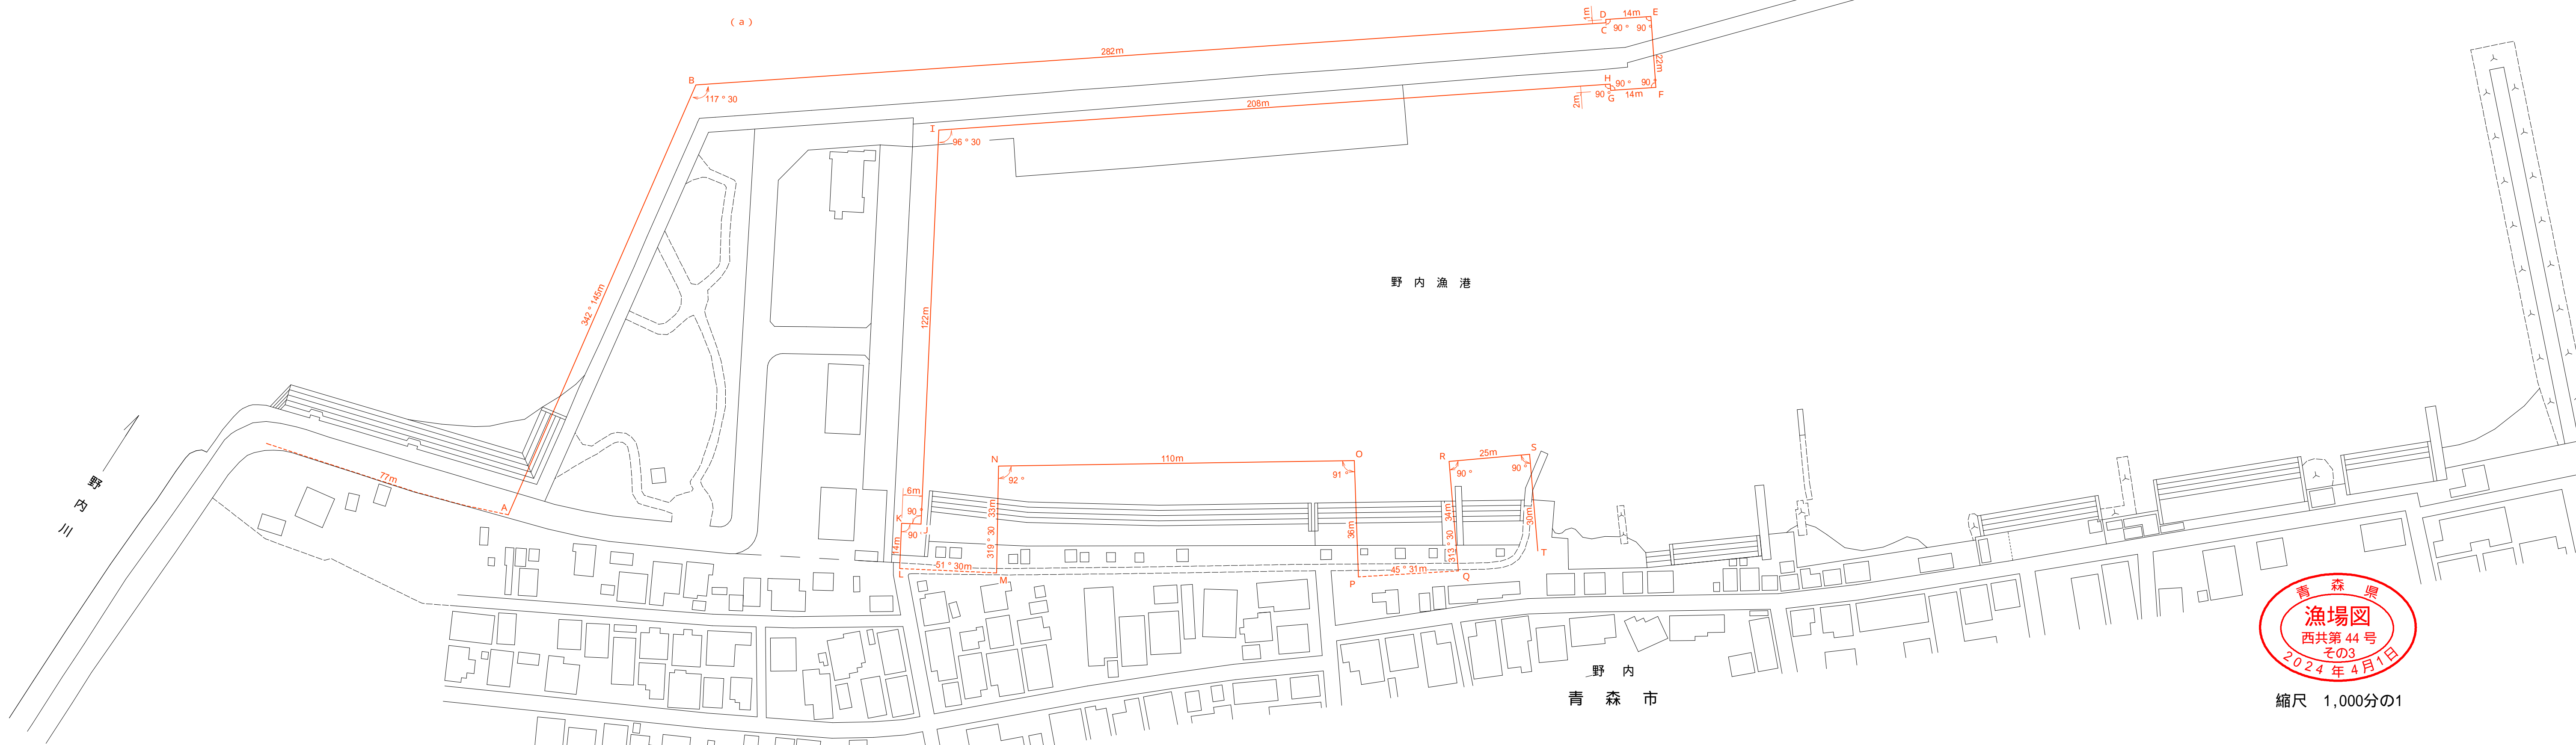 (a)
1m
D
14m
E
C
90°
90°
282m
22m
B
117°30
H
90°
90°
90°
2m
G
14m
F
208m
I
96°30
野内漁港
342°145m
122m
77m
A
N
110m
O
92°
91°
R
25m
S
90°
90°
6m
K
90°
J
90°
14m
L
51°30m
M
33m
319°30
36m
P
45°31m
Q
34m
313°30
30m
T
野内川
野内
青森市
青森県
漁場図
西共第44号
その3
2024年4月1日
縮尺 1,000分の1